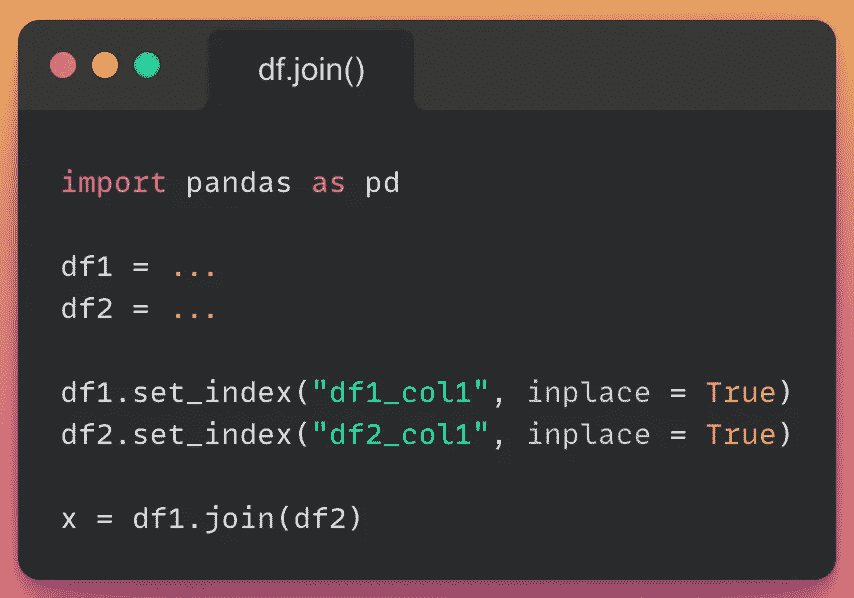 df.join()
import pandas as pd
df1 = ...
df2 = ...
df1.set_index("df1_col1", inplace = True)
df2.set_index("df2_col1", inplace = True)
x = df1.join(df2)